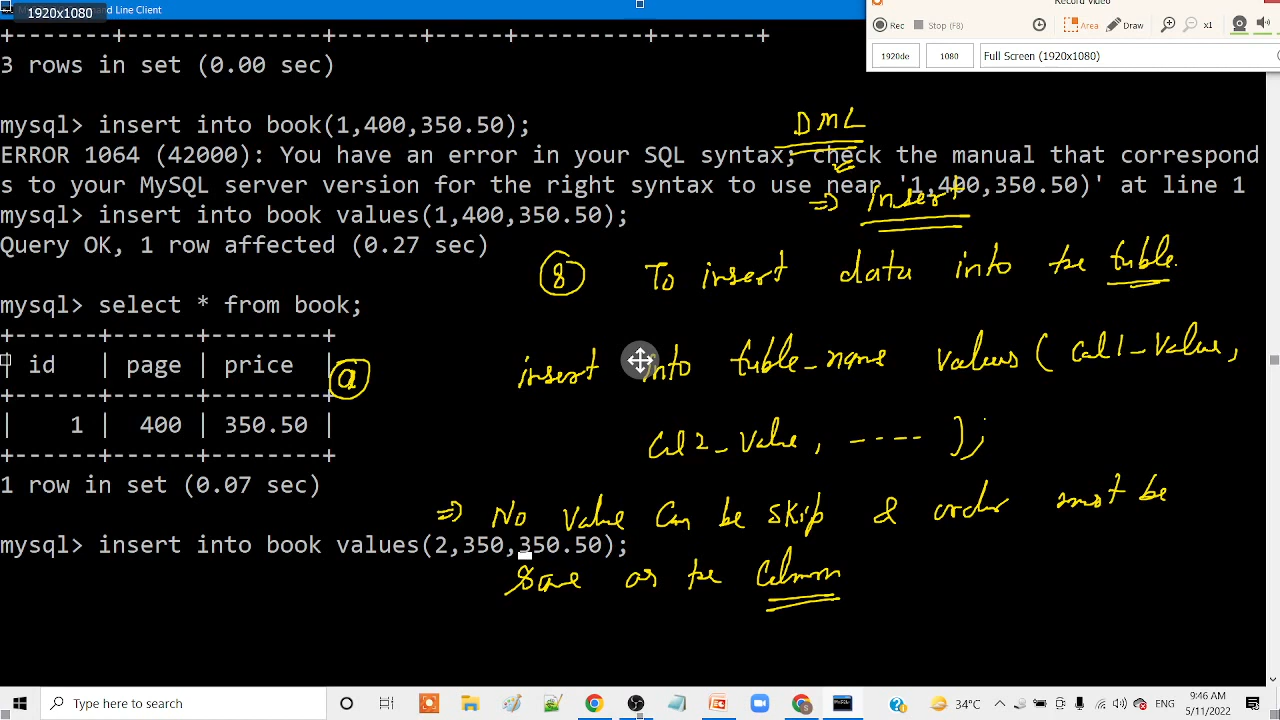 1920x1080
and Line Client
Record Video
Rec
Stop (F8)
Area
Draw
x1
1920de
1080
Full Screen (1920x1080)
+-------+---------------+------+-----+---------+-------+
3 rows in set (0.00 sec)
mysql> insert into book(1,400,350.50);
ERROR 1064 (42000): You have an error in your SQL syntax; check the manual that correspond
s to your MySQL server version for the right syntax to use near '1,400,350.50)' at line 1
mysql> insert into book values(1,400,350.50);
Query OK, 1 row affected (0.27 sec)
mysql> select * from book;
+------+------+--------+
| id | page | price |
+------+------+--------+
| 1 | 400 | 350.50 |
+------+------+--------+
1 row in set (0.07 sec)
mysql> insert into book values(2,350,350.50);
DML
=> insert
8 To insert data into the table.
a
insert into table_name values( Col1_Value,
Col2_Value, ---- );
=> No value Can be skip & order must be
Same as the Column
Type here to search
34°C
ENG
9:46 AM
5/11/2022